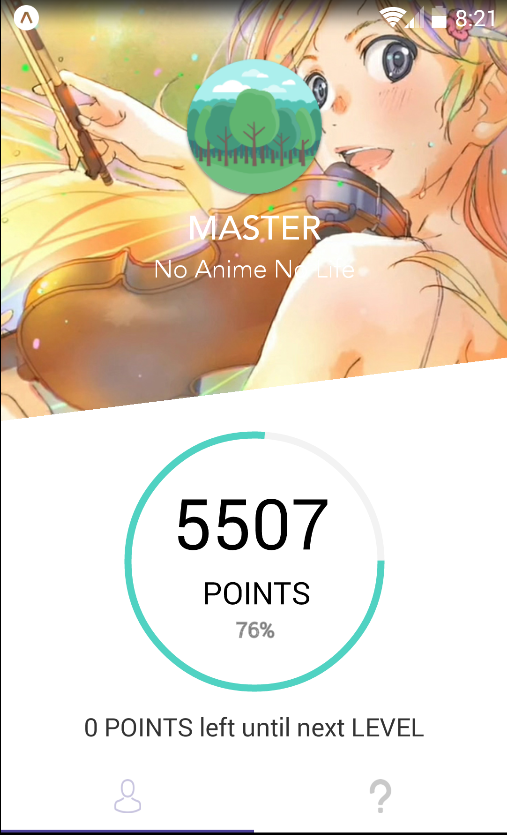 8:21
MASTER
No Anime No Life
5507
POINTS
76%
0 POINTS left until next LEVEL
?